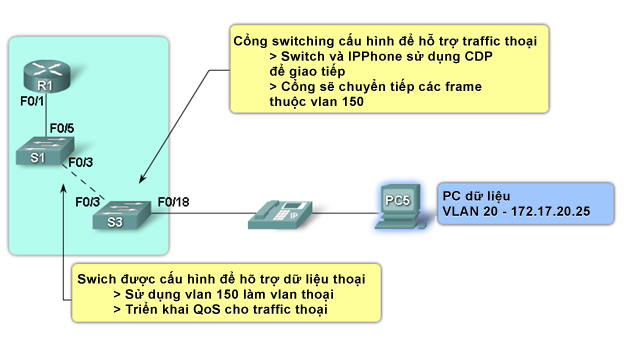 Cổng switching cấu hình để hỗ trợ traffic thoại
> Switch và IPPhone sử dụng CDP
để giao tiếp
> Cổng sẽ chuyển tiếp các frame
thuộc vlan 150
R1
F0/1
F0/5
S1
F0/3
F0/3
S3
F0/18
IP
PC5
PC dữ liệu
VLAN 20 - 172.17.20.25
Swich được cấu hình để hõ trợ dữ liệu thoại
> Sử dụng vlan 150 làm vlan thoại
> Triển khai QoS cho traffic thoại